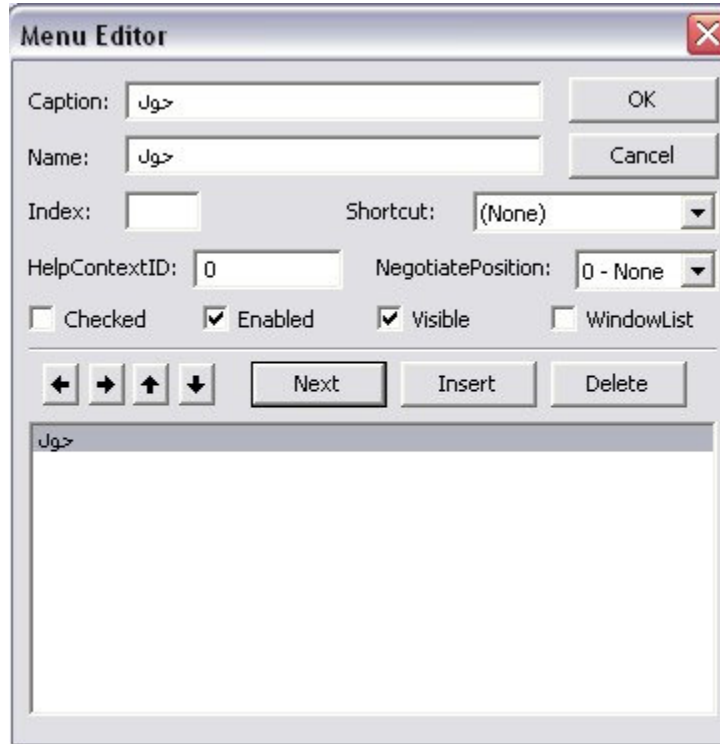 Menu Editor
Caption: حول OK
Name: حول Cancel
Index: Shortcut: (None)
HelpContextID: 0 NegotiatePosition: 0 - None
Checked Enabled Visible WindowList
Next Insert Delete
حول